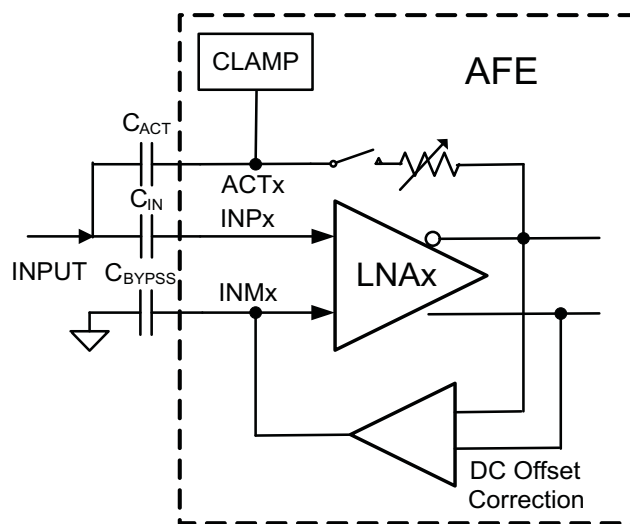 CLAMP
AFE
CACT
ACTx
CIN
INPx
INPUT
LNAx
CBYPSS
INMx
DC Offset
Correction